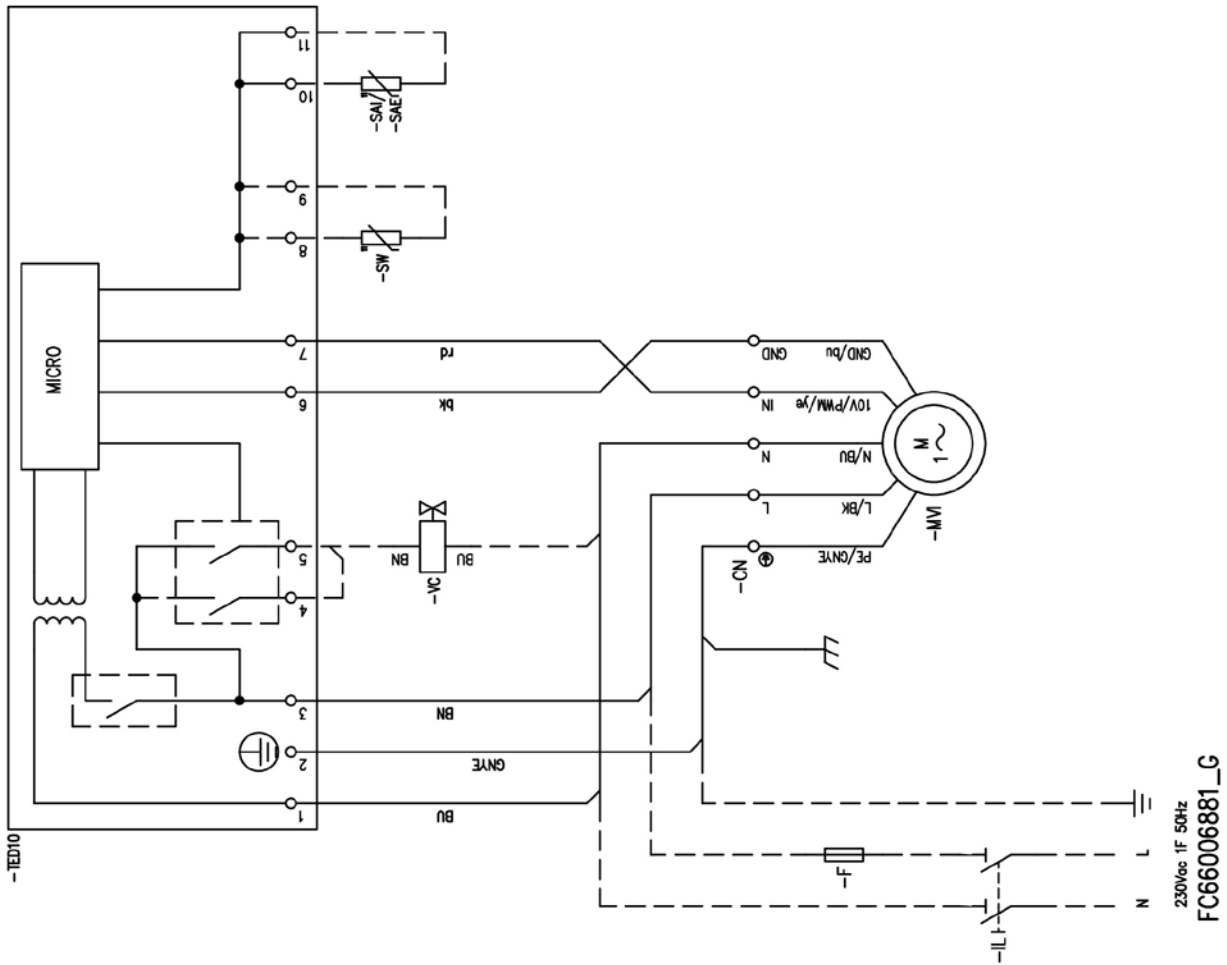 -TED10
MICRO
11
10
-SAI/
-SAE
9
8
-SW
7
rd
6
bk
GND
GND/bu
IN
10V/PWM/ye
N
N/BU
L
L/BK
PE/GNYE
-CN
M
1~
-MVI
5
4
BN
BU
-VC
3
BN
2
GNYE
1
BU
-F
-IL
N
L
230Vac 1F 50Hz
FC66006881_G